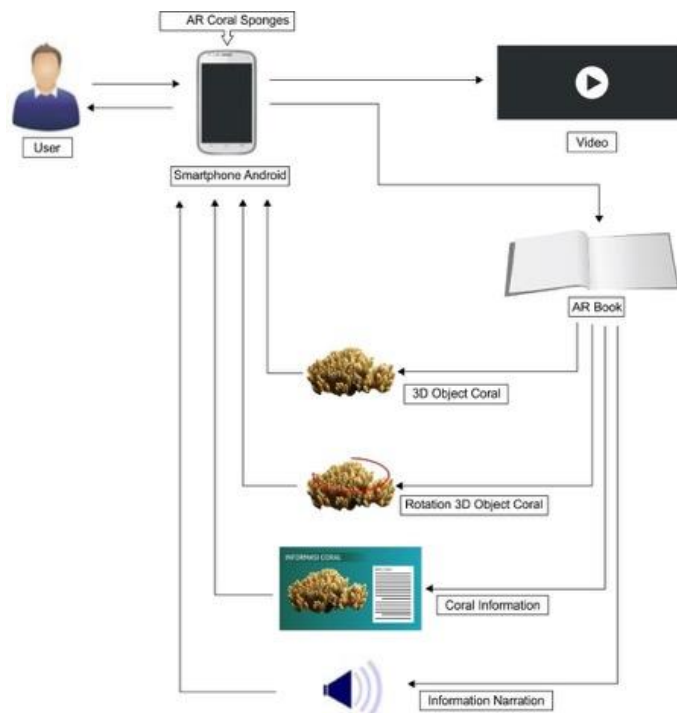 AR Coral Sponges
User
Smartphone Android
Video
AR Book
3D Object Coral
Rotation 3D Object Coral
INFORMASI CORAL
Coral Information
Information Narration